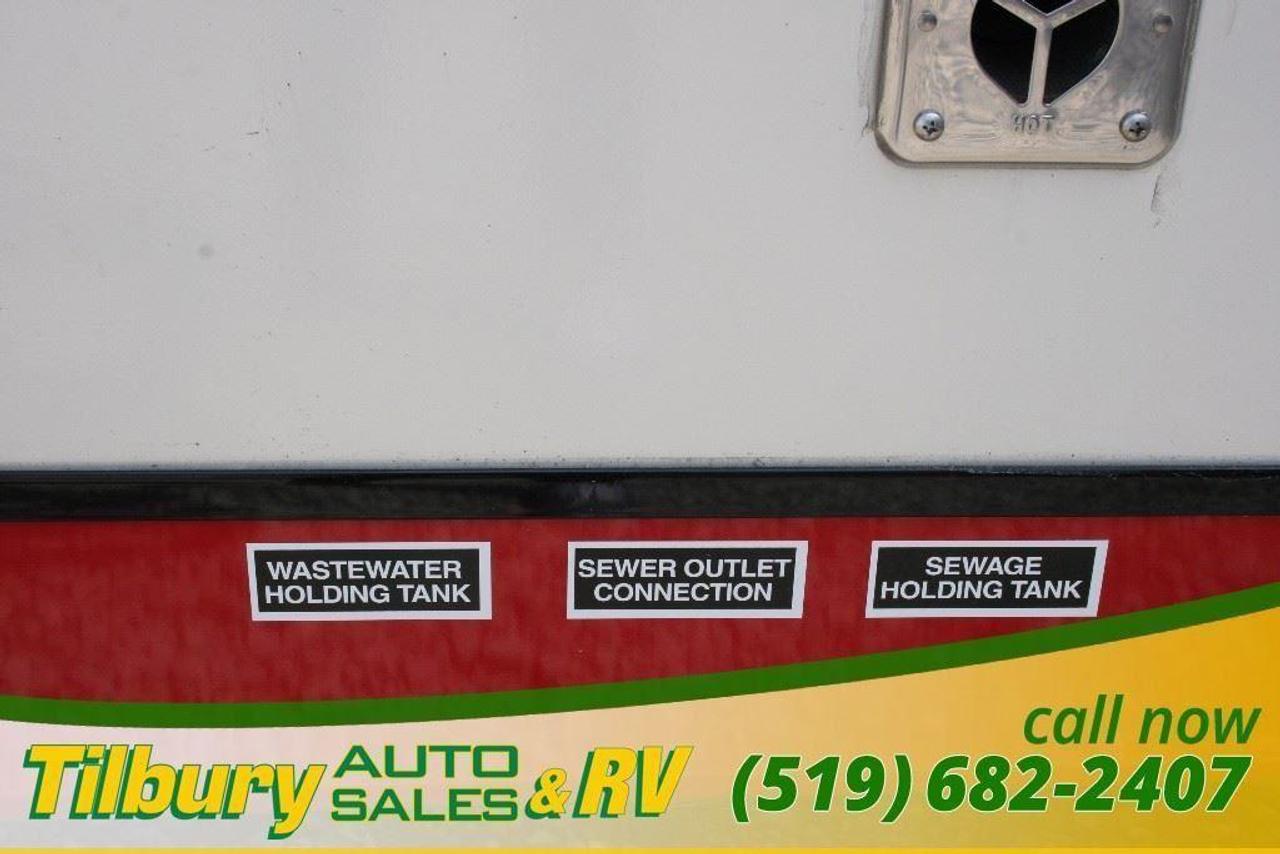 HOT
WASTEWATER
HOLDING TANK
SEWER OUTLET
CONNECTION
SEWAGE
HOLDING TANK
Tilbury AUTO SALES & RV
call now
(519) 682-2407